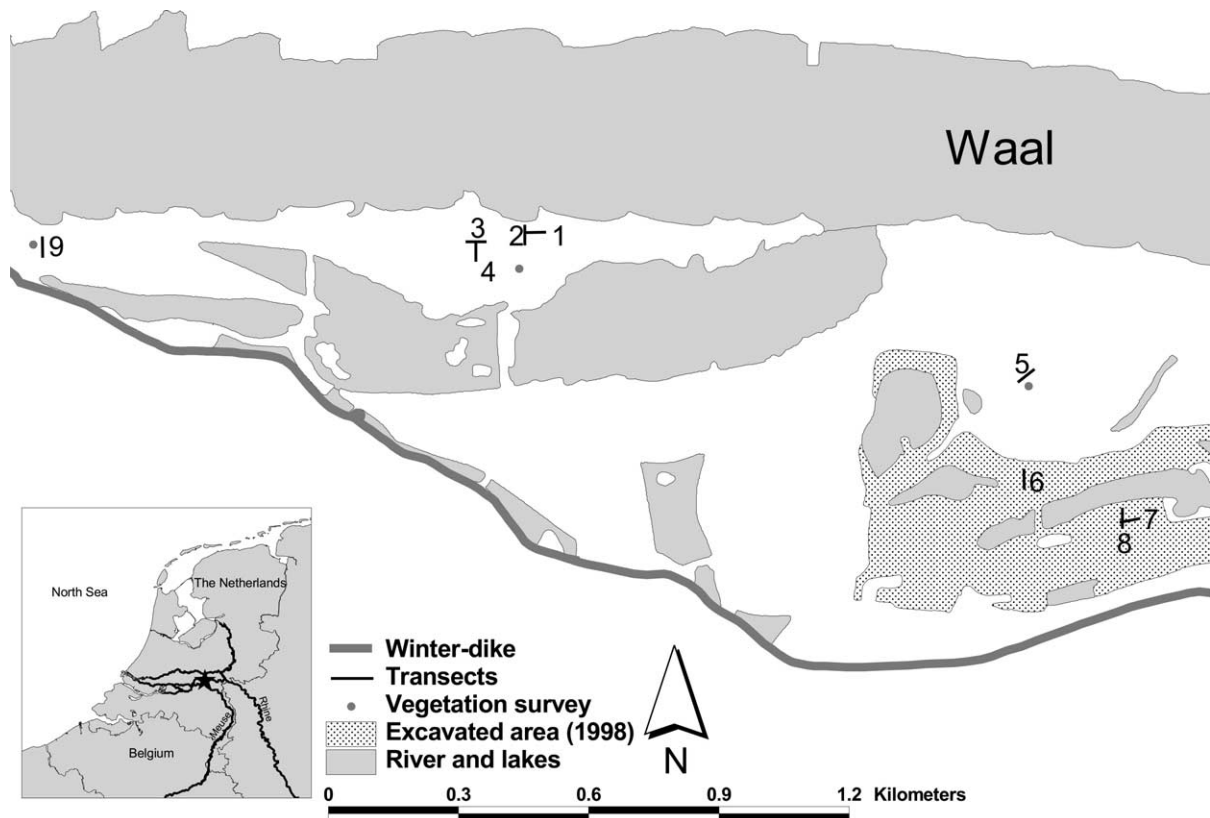 Waal
9
3
4
2
1
5
6
7
8
North Sea
The Netherlands
Meuse
Rhine
Belgium
Winter-dike
Transects
Vegetation survey
Excavated area (1998)
River and lakes
N
0 0.3 0.6 0.9 1.2 Kilometers